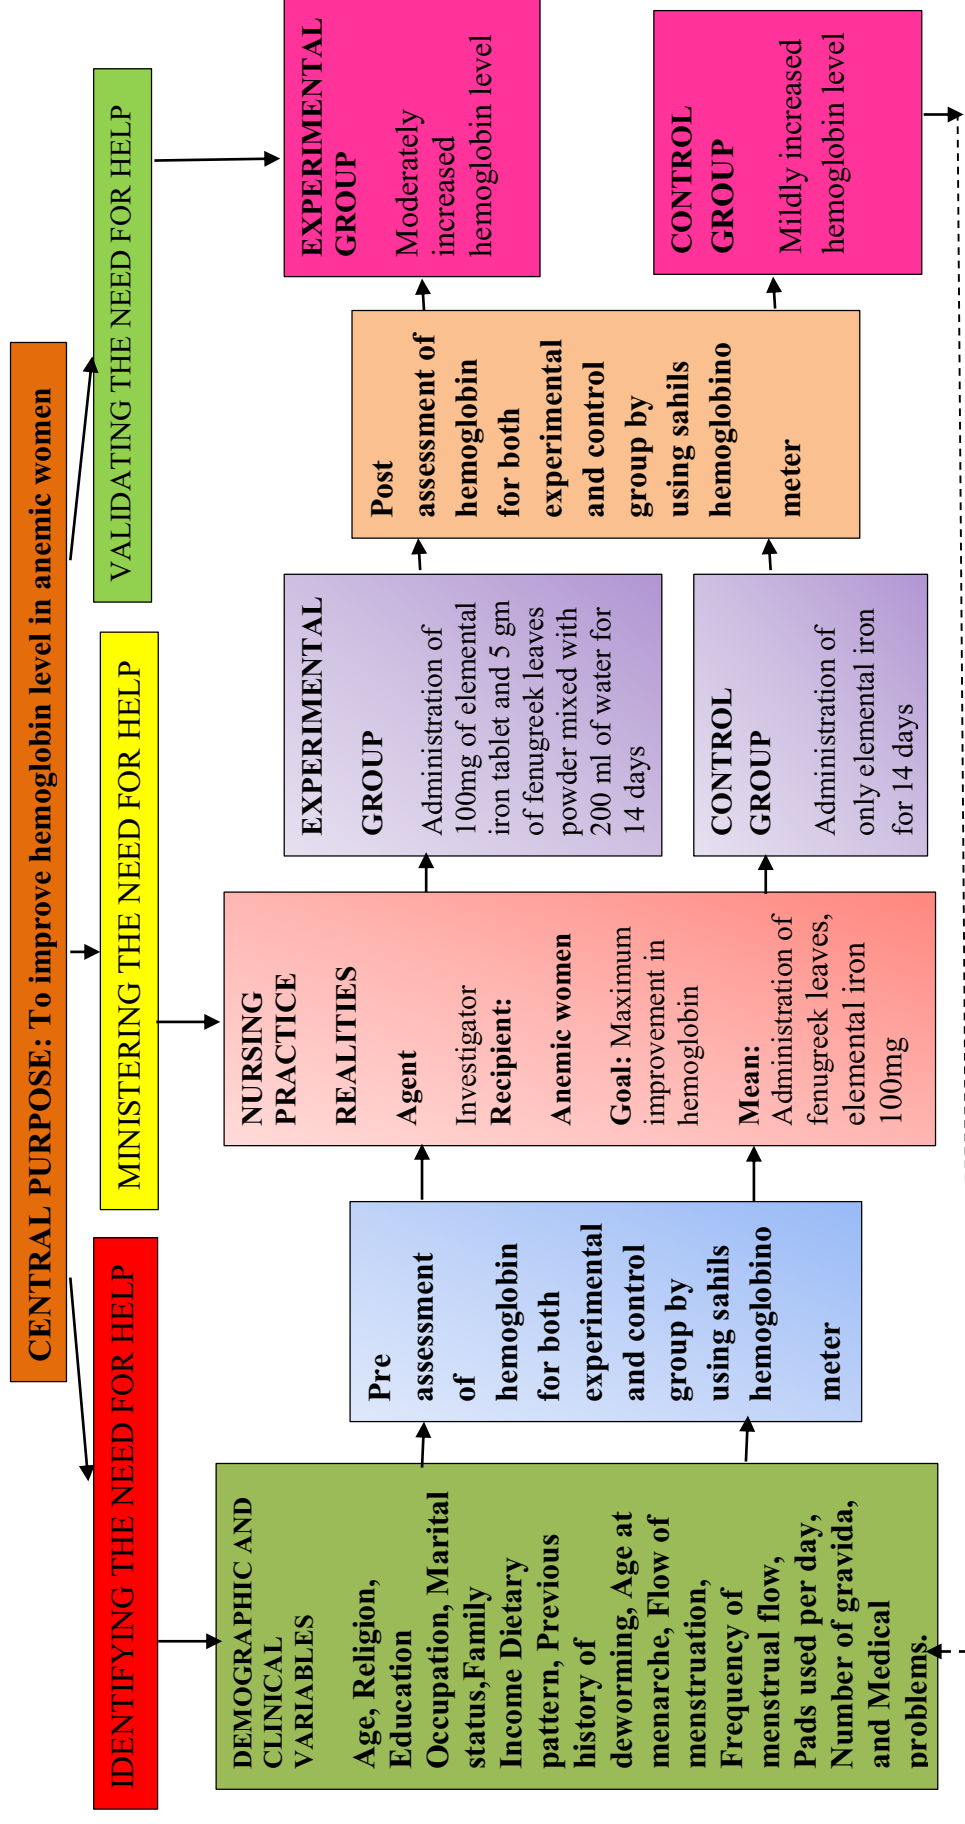 CENTRAL PURPOSE: To improve hemoglobin level in anemic women
IDENTIFYING THE NEED FOR HELP
MINISTERING THE NEED FOR HELP
VALIDATING THE NEED FOR HELP
DEMOGRAPHIC AND
CLINICAL
VARIABLES
Age, Religion,
Education
Occupation, Marital
status,Family
Income Dietary
pattern, Previous
history of
deworming, Age at
menarche, Flow of
menstruation,
Frequency of
menstrual flow,
Pads used per day,
Number of gravida,
and Medical
problems.
Pre
assessment
of
hemoglobin
for both
experimental
and control
group by
using sahils
hemoglobino
meter
NURSING
PRACTICE
REALITIES
Agent
Investigator
Recipient:
Anemic women
Goal: Maximum
improvement in
hemoglobin
Mean:
Administration of
fenugreek leaves,
elemental iron
100mg
EXPERIMENTAL
GROUP
Administration of
100mg of elemental
iron tablet and 5 gm
of fenugreek leaves
powder mixed with
200 ml of water for
14 days
CONTROL
GROUP
Administration of
only elemental iron
for 14 days
Post
assessment of
hemoglobin
for both
experimental
and control
group by
using sahils
hemoglobino
meter
EXPERIMENTAL
GROUP
Moderately
increased
hemoglobin level
CONTROL
GROUP
Mildly increased
hemoglobin level